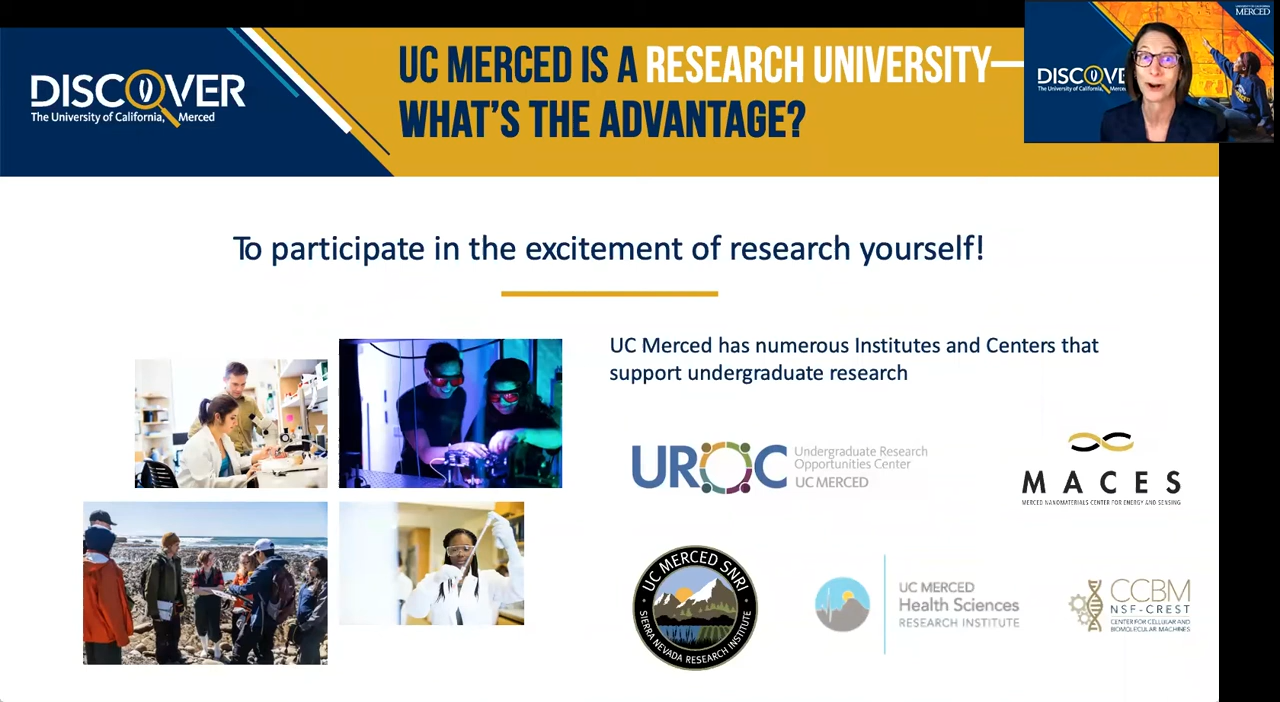 DISCOVER
The University of California, Merced
UC MERCED IS A RESEARCH UNIVERSITY—
WHAT'S THE ADVANTAGE?
UNIVERSITY OF CALIFORNIA
MERCED
DISCOVE
The University of California, Merced
To participate in the excitement of research yourself!
UC Merced has numerous Institutes and Centers that
support undergraduate research
UROC
Undergraduate Research
Opportunities Center
UC MERCED
MACES
MERCED NANOMATERIALS CENTER FOR ENERGY AND SENSING
UC MERCED SNRI
SIERRA NEVADA RESEARCH INSTITUTE
UC MERCED
Health Sciences
RESEARCH INSTITUTE
CCBM
NSF-CREST
CENTER FOR CELLULAR AND
BIOMOLECULAR MACHINES